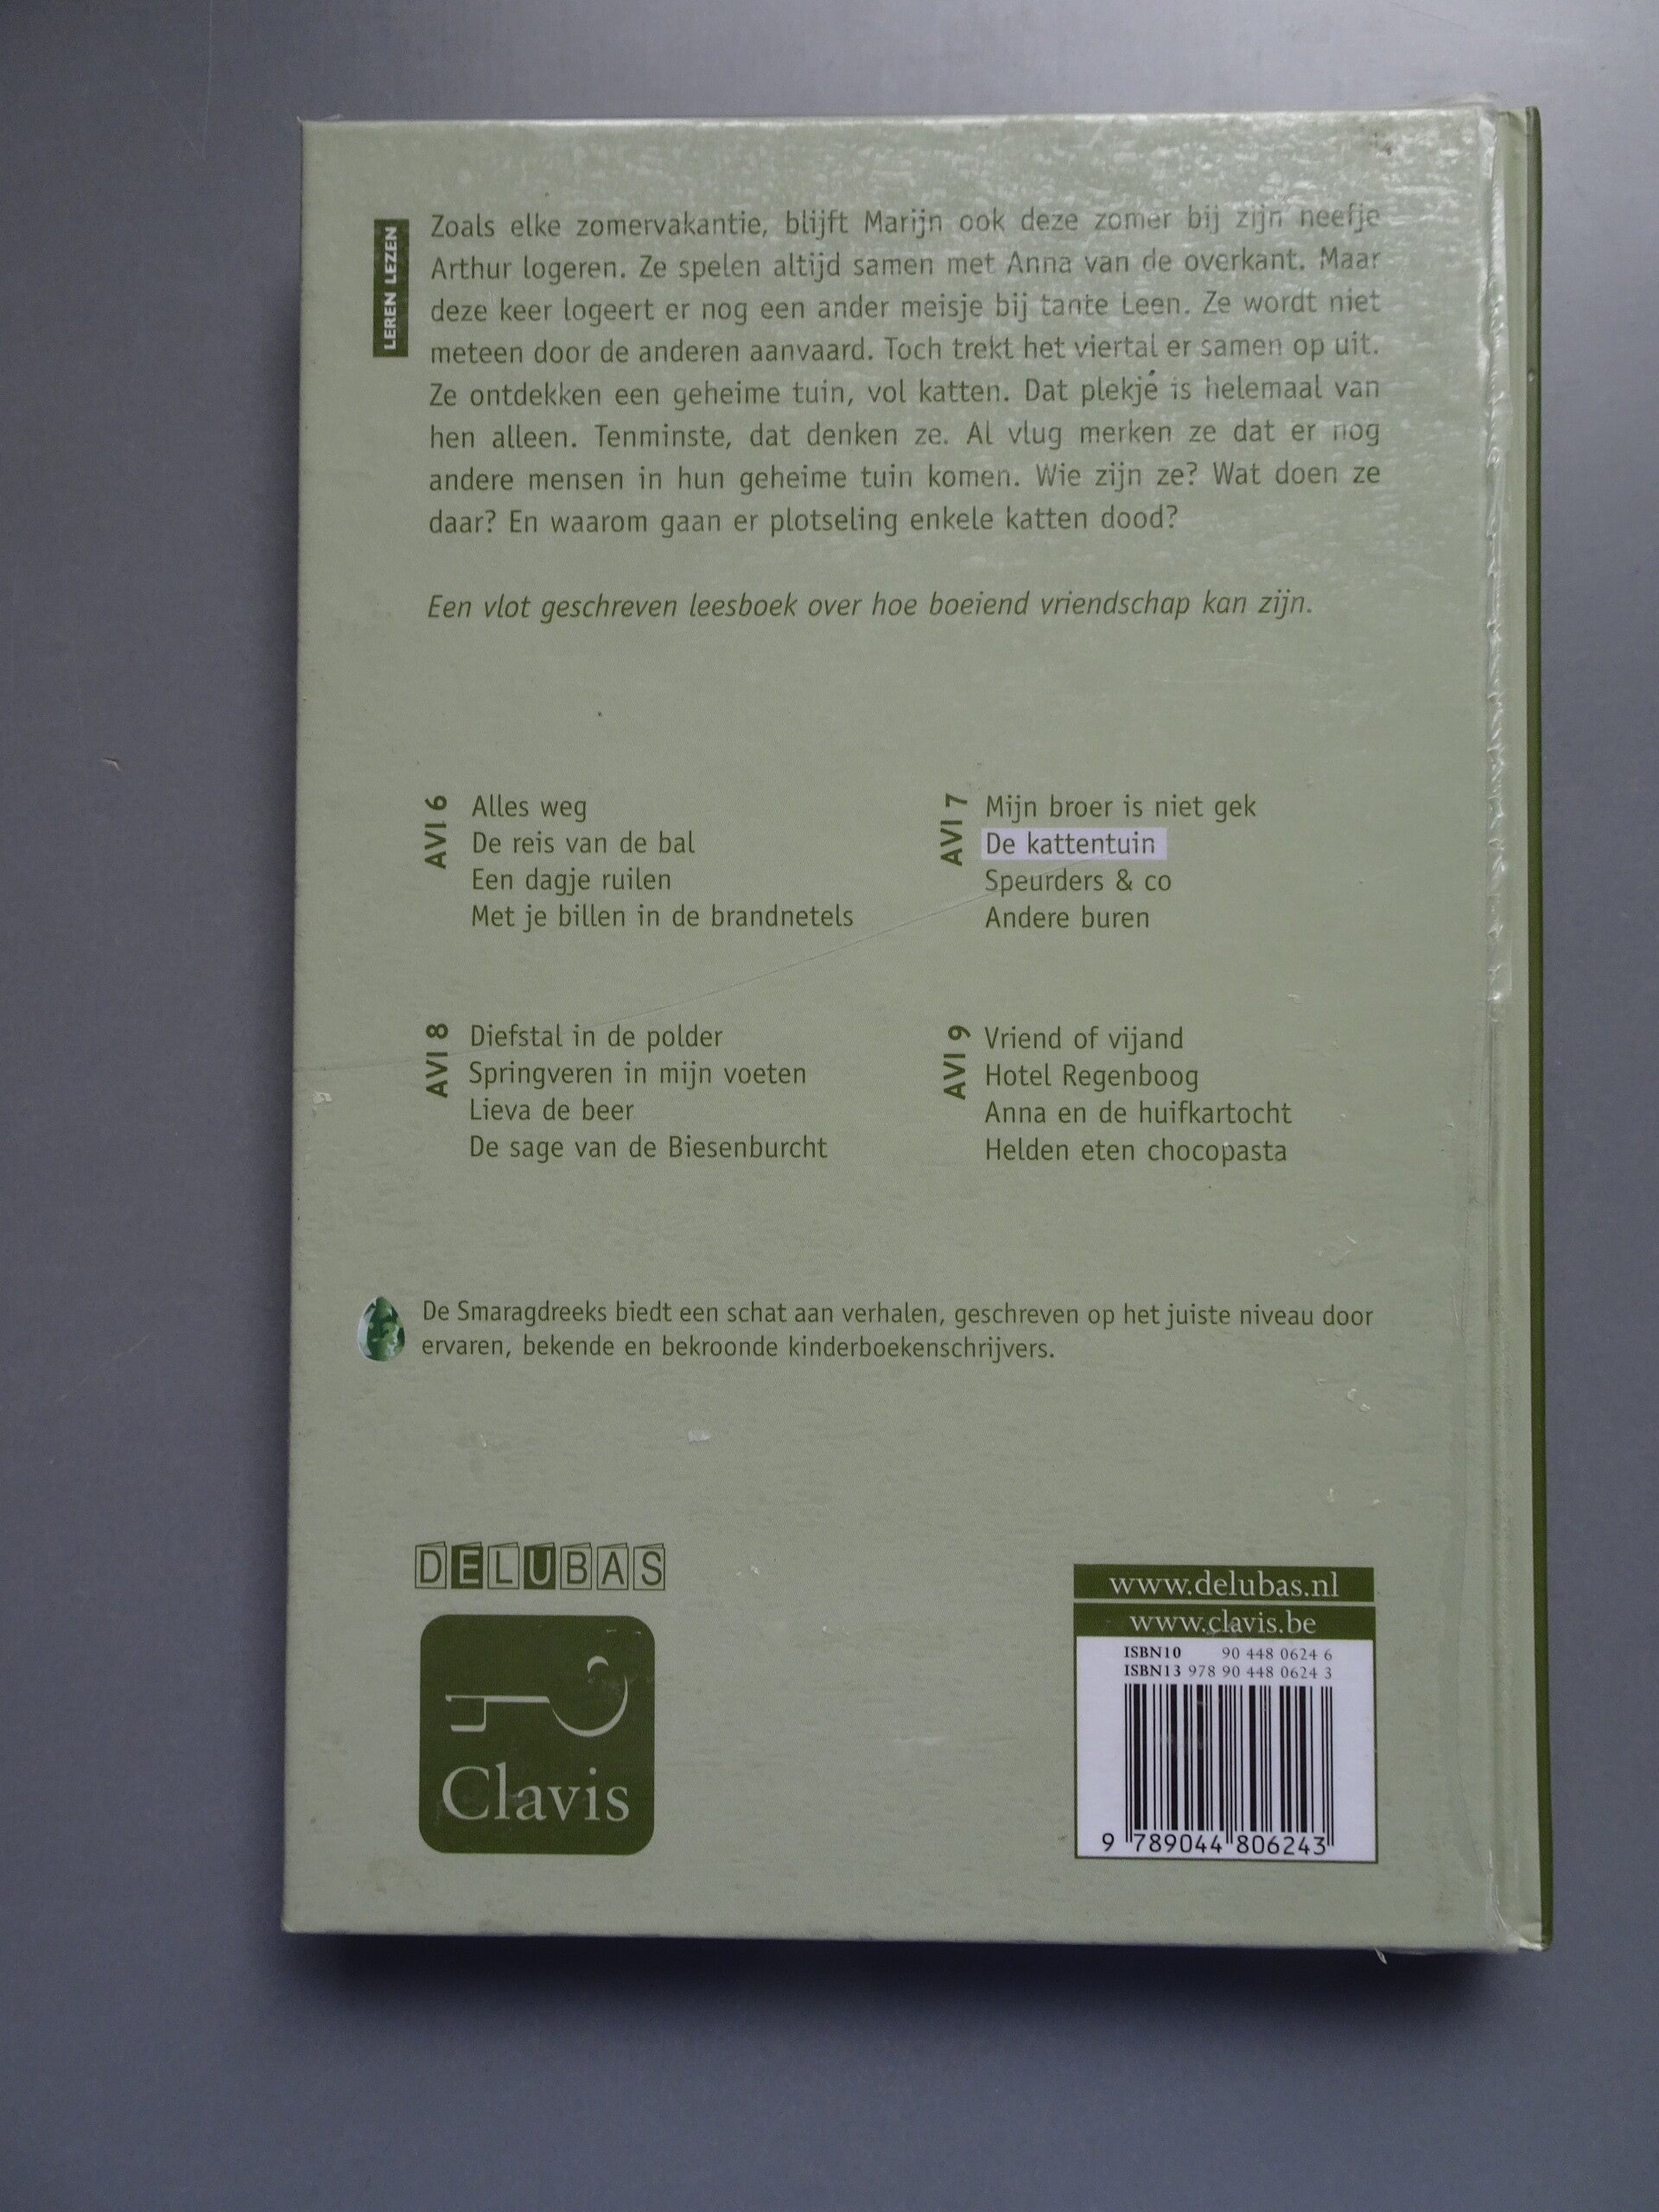 LEREN LEZEN
Zoals elke zomervakantie, blijft Marijn ook deze zomer bij zijn neefje
Arthur logeren. Ze spelen altijd samen met Anna van de overkant. Maar
deze keer logeert er nog een ander meisje bij tante Leen. Ze wordt niet
meteen door de anderen aanvaard. Toch trekt het viertal er samen op uit.
Ze ontdekken een geheime tuin, vol katten. Dat plekje is helemaal van
hen alleen. Tenminste, dat denken ze. Al vlug merken ze dat er nog
andere mensen in hun geheime tuin komen. Wie zijn ze? Wat doen ze
daar? En waarom gaan er plotseling enkele katten dood?
Een vlot geschreven leesboek over hoe boeiend vriendschap kan zijn.
AVI 6
Alles weg
De reis van de bal
Een dagje ruilen
Met je billen in de brandnetels
AVI 7
Mijn broer is niet gek
De kattentuin
Speurders & co
Andere buren
AVI 8
Diefstal in de polder
Springveren in mijn voeten
Lieva de beer
De sage van de Biesenburcht
AVI 9
Vriend of vijand
Hotel Regenboog
Anna en de huifkartocht
Helden eten chocopasta
De Smaragdreeks biedt een schat aan verhalen, geschreven op het juiste niveau door
ervaren, bekende en bekroonde kinderboekenschrijvers.
DELUBAS
Clavis
www.delubas.nl
www.clavis.be
ISBN10 90 448 0624 6
ISBN13 978 90 448 0624 3
9 789044 806243